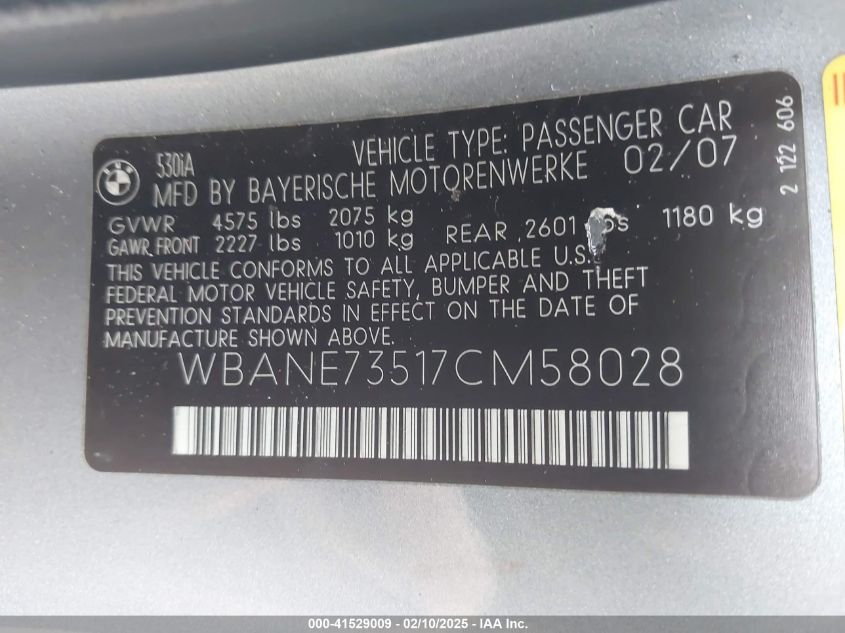 530iA VEHICLE TYPE: PASSENGER CAR
MFD BY BAYERISCHE MOTORENWERKE 02/07
GVWR 4575 lbs 2075 kg
GAWR FRONT 2227 lbs 1010 kg REAR 2601 lbs 1180 kg
THIS VEHICLE CONFORMS TO ALL APPLICABLE U.S.
FEDERAL MOTOR VEHICLE SAFETY, BUMPER AND THEFT
PREVENTION STANDARDS IN EFFECT ON THE DATE OF
MANUFACTURE SHOWN ABOVE.
WBANE73517CM58028
2 122 606
000-41529009 - 02/10/2025 - IAA Inc.